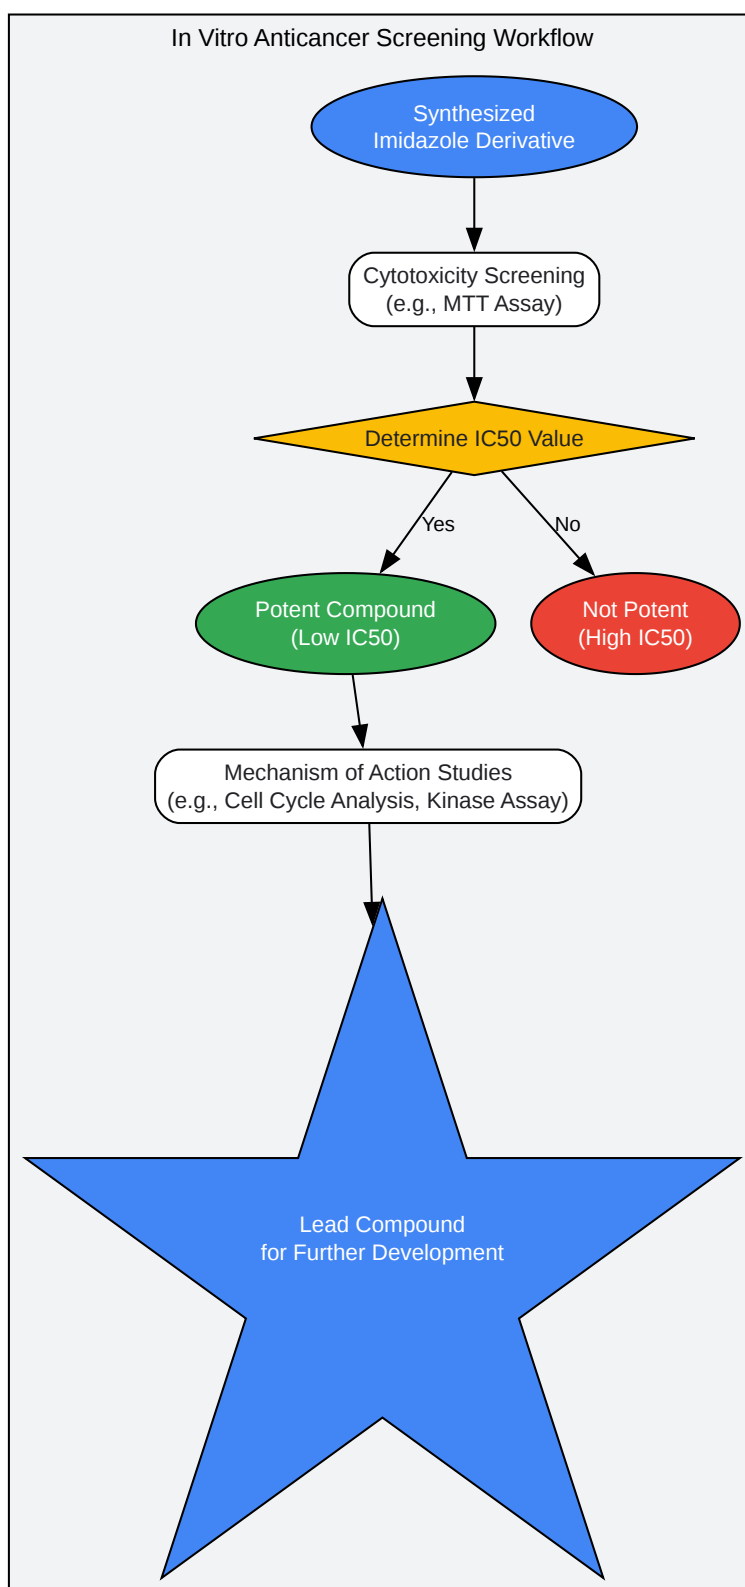 In Vitro Anticancer Screening Workflow
Synthesized
Imidazole Derivative
Cytotoxicity Screening
(e.g., MTT Assay)
Determine IC50 Value
Yes
No
Potent Compound
(Low IC50)
Not Potent
(High IC50)
Mechanism of Action Studies
(e.g., Cell Cycle Analysis, Kinase Assay)
Lead Compound
for Further Development